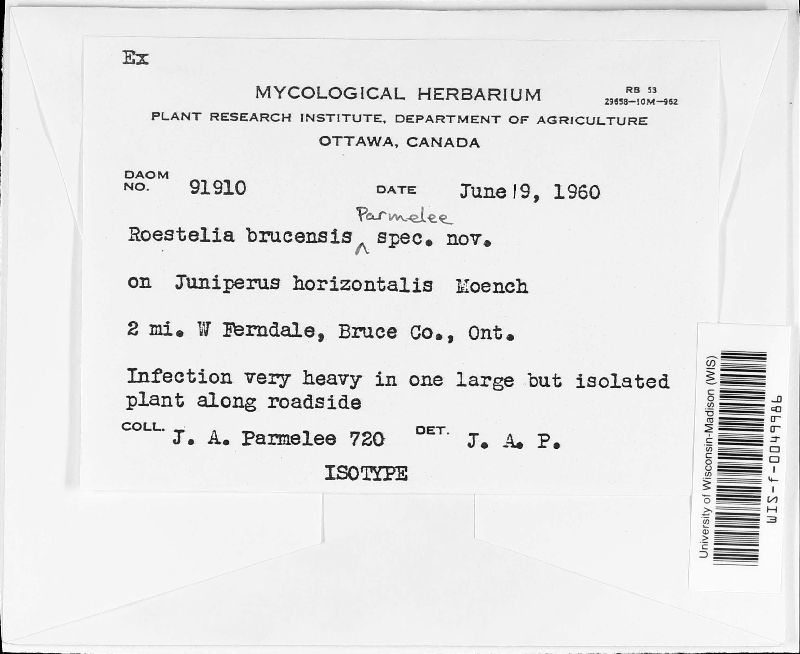 Ex
MYCOLOGICAL HERBARIUM
RB 53
29658—10M—962
PLANT RESEARCH INSTITUTE, DEPARTMENT OF AGRICULTURE
OTTAWA, CANADA
DAOM NO. 91910 DATE June 19, 1960
Parmelee
Roestelia brucensis ^ spec. nov.
on Juniperus horizontalis Moench
2 mi. W Ferndale, Bruce Co., Ont.
Infection very heavy in one large but isolated
plant along roadside
COLL. J. A. Parmelee 720 DET. J. A. P.
ISOTYPE
University of Wisconsin-Madison (WIS)
WIS-f-0049986